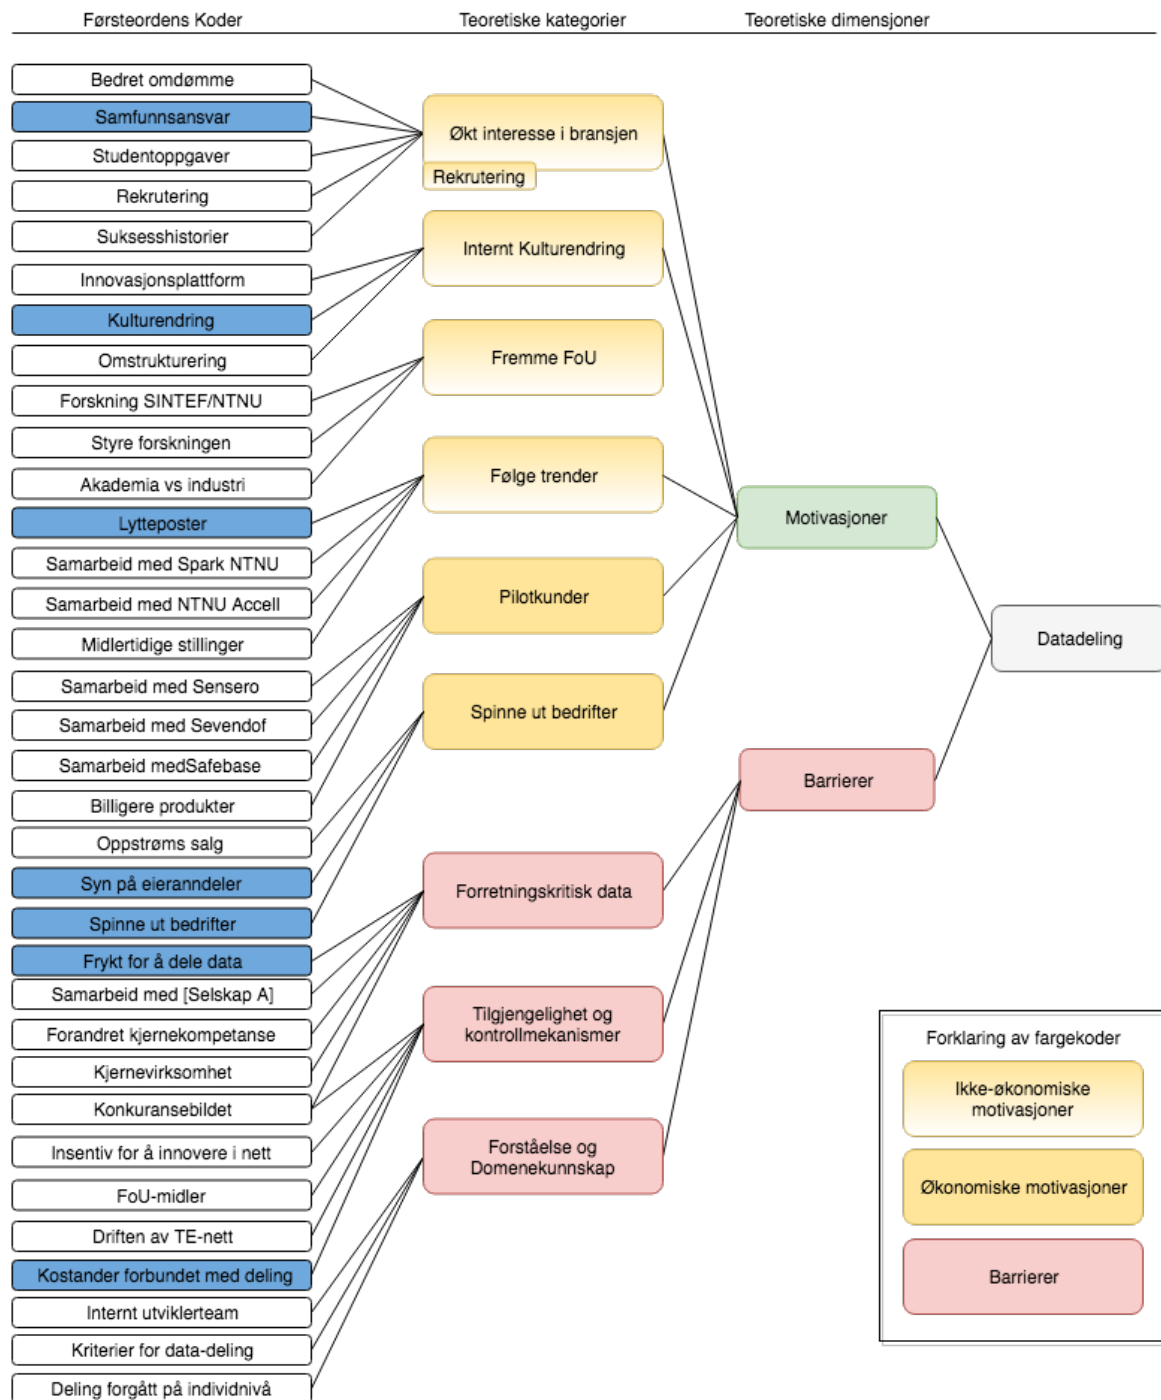 Førsteordens Koder
Teoretiske kategorier
Teoretiske dimensjoner
Bedret omdømme
Samfunnsansvar
Studentoppgaver
Rekrutering
Suksesshistorier
Innovasjonsplattform
Kulturendring
Omstrukturering
Forskning SINTEF/NTNU
Styre forskningen
Akademia vs industri
Lytteposter
Samarbeid med Spark NTNU
Samarbeid med NTNU Accell
Midlertidige stillinger
Samarbeid med Sensero
Samarbeid med Sevendof
Samarbeid medSafebase
Billigere produkter
Oppstrøms salg
Syn på eieranndeler
Spinne ut bedrifter
Frykt for å dele data
Samarbeid med [Selskap A]
Forandret kjernekompetanse
Kjernevirksomhet
Konkuransebildet
Insentiv for å innovere i nett
FoU-midler
Driften av TE-nett
Kostander forbundet med deling
Internt utviklerteam
Kriterier for data-deling
Deling forgått på individnivå
Økt interesse i bransjen
Rekrutering
Internt Kulturendring
Fremme FoU
Følge trender
Pilotkunder
Spinne ut bedrifter
Forretningskritisk data
Tilgjengelighet og
kontrollmekanismer
Forståelse og
Domenekunnskap
Motivasjoner
Barrierer
Datadeling
Forklaring av fargekoder
Ikke-økonomiske
motivasjoner
Økonomiske motivasjoner
Barrierer